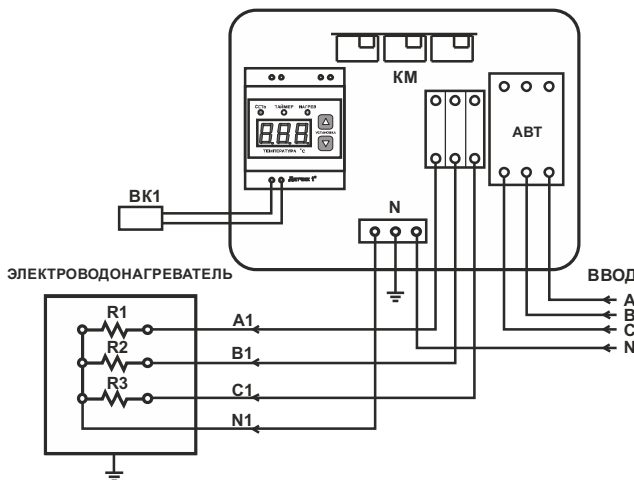 КМ
СЕТЬ ТАЙМЕР НАГРЕВ
888
УСТАНОВКА
ТЕМПЕРАТУРА °C
Датчик 1°
АВТ
ВК1
N
ЭЛЕКТРОВОДОНАГРЕВАТЕЛЬ
ВВОД
A
B
C
N
R1
A1
R2
B1
R3
C1
N1